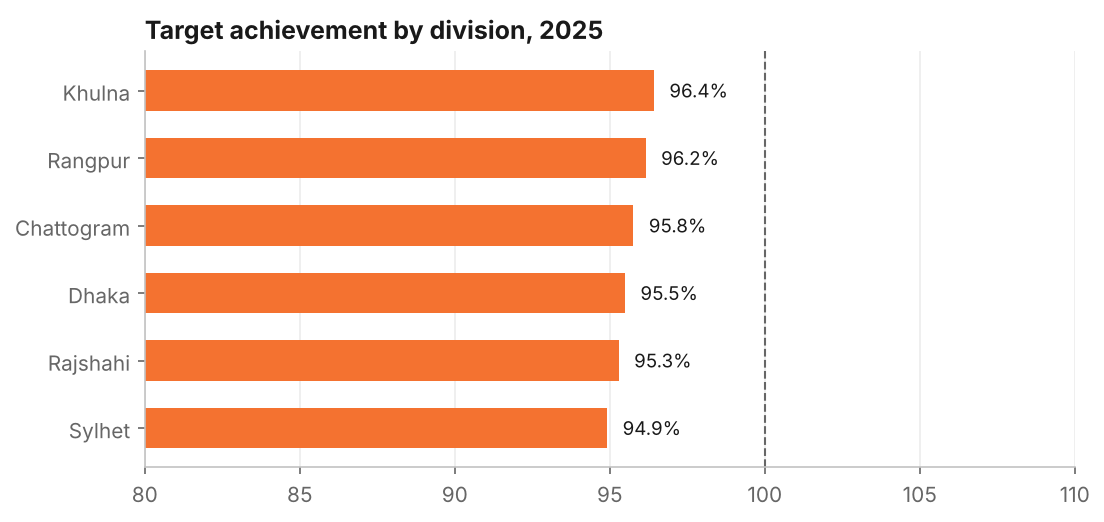 Target achievement by division, 2025
Khulna 96.4%
Rangpur 96.2%
Chattogram 95.8%
Dhaka 95.5%
Rajshahi 95.3%
Sylhet 94.9%
80 85 90 95 100 105 110